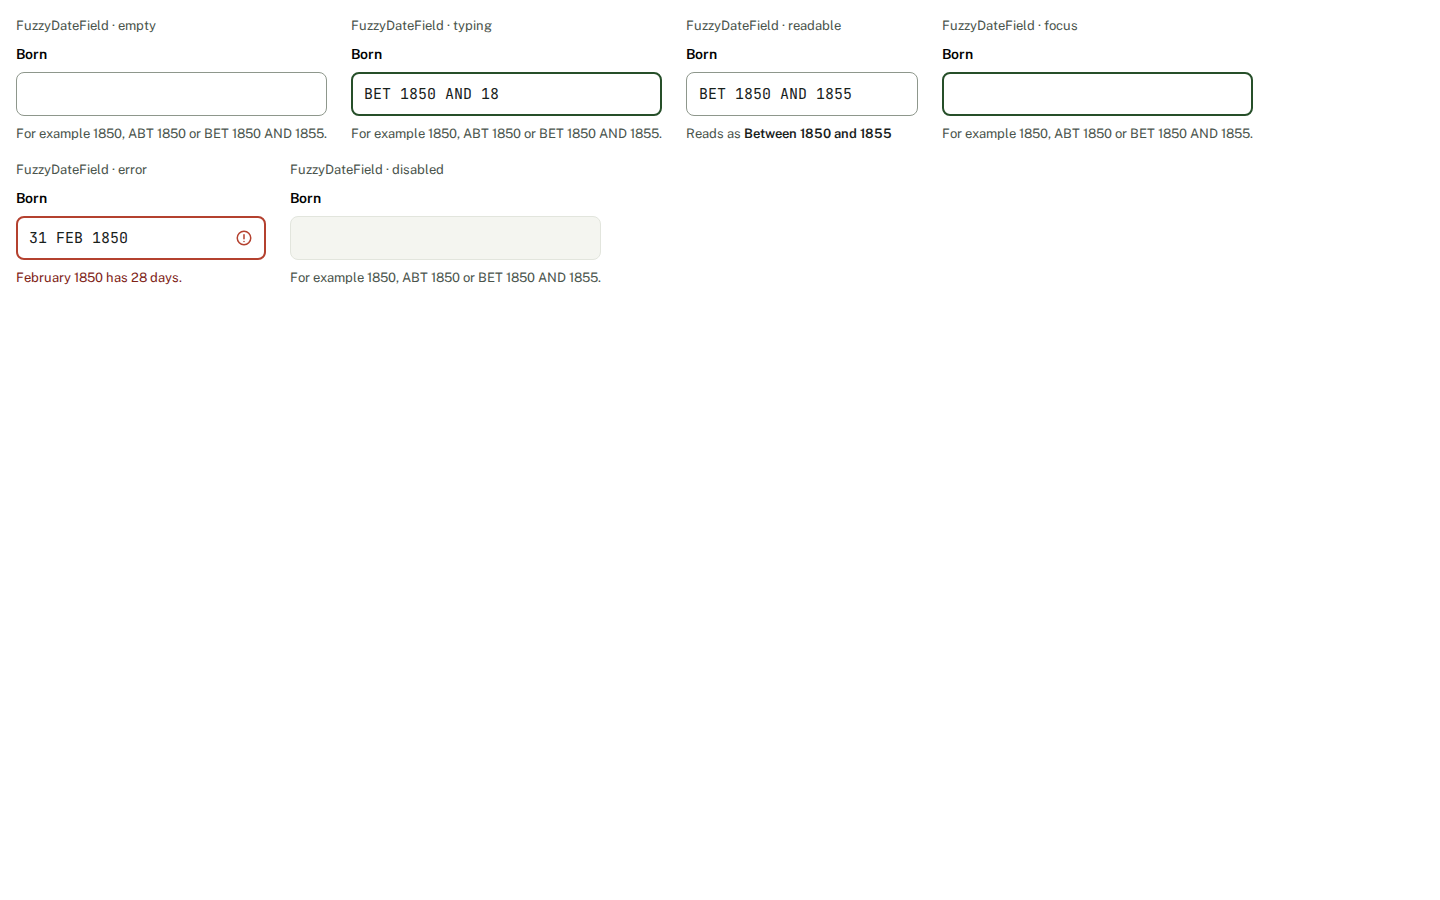 FuzzyDateField · empty
Born
For example 1850, ABT 1850 or BET 1850 AND 1855.
FuzzyDateField · typing
Born
BET 1850 AND 18
For example 1850, ABT 1850 or BET 1850 AND 1855.
FuzzyDateField · readable
Born
BET 1850 AND 1855
Reads as Between 1850 and 1855
FuzzyDateField · focus
Born
For example 1850, ABT 1850 or BET 1850 AND 1855.
FuzzyDateField · error
Born
31 FEB 1850
February 1850 has 28 days.
FuzzyDateField · disabled
Born
For example 1850, ABT 1850 or BET 1850 AND 1855.